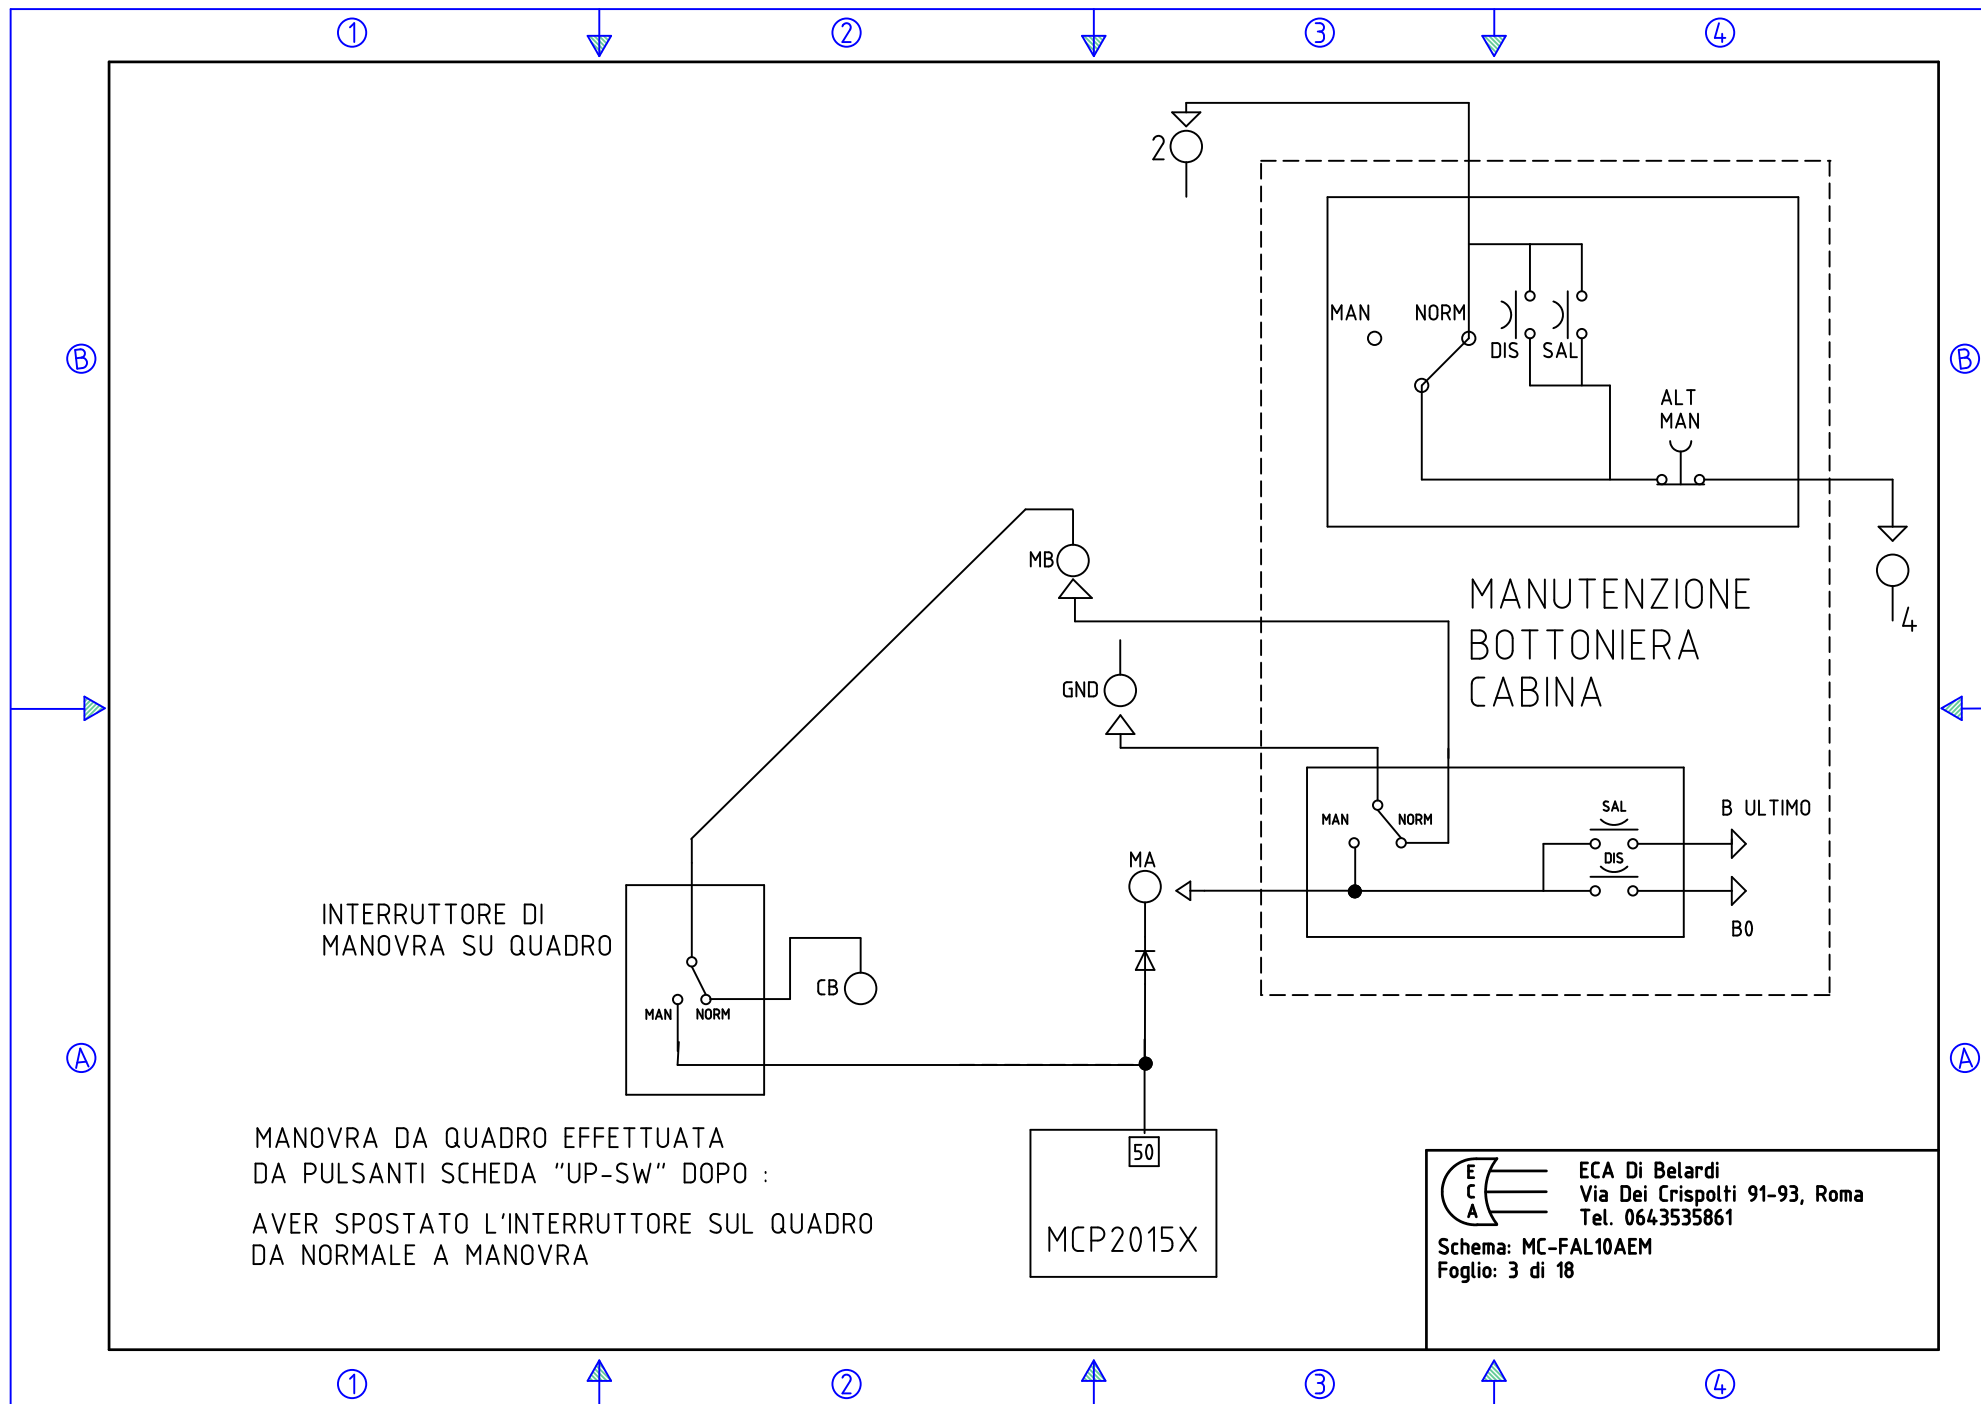 1
2
3
4
2
MAN
NORM
DIS
SAL
B
B
ALT
MAN
MB
4
MANUTENZIONE
BOTTONIERA
CABINA
GND
MAN
NORM
SAL
B ULTIMO
DIS
MA
B0
INTERRUTTORE DI
MANOVRA SU QUADRO
CB
MAN
NORM
A
A
MANOVRA DA QUADRO EFFETTUATA
DA PULSANTI SCHEDA "UP-SW" DOPO :
AVER SPOSTATO L'INTERRUTTORE SUL QUADRO
DA NORMALE A MANOVRA
50
MCP2015X
E
C
A
ECA Di Belardi
Via Dei Crispolti 91-93, Roma
Tel. 0643535861
Schema: MC-FAL10AEM
Foglio: 3 di 18
1
2
3
4